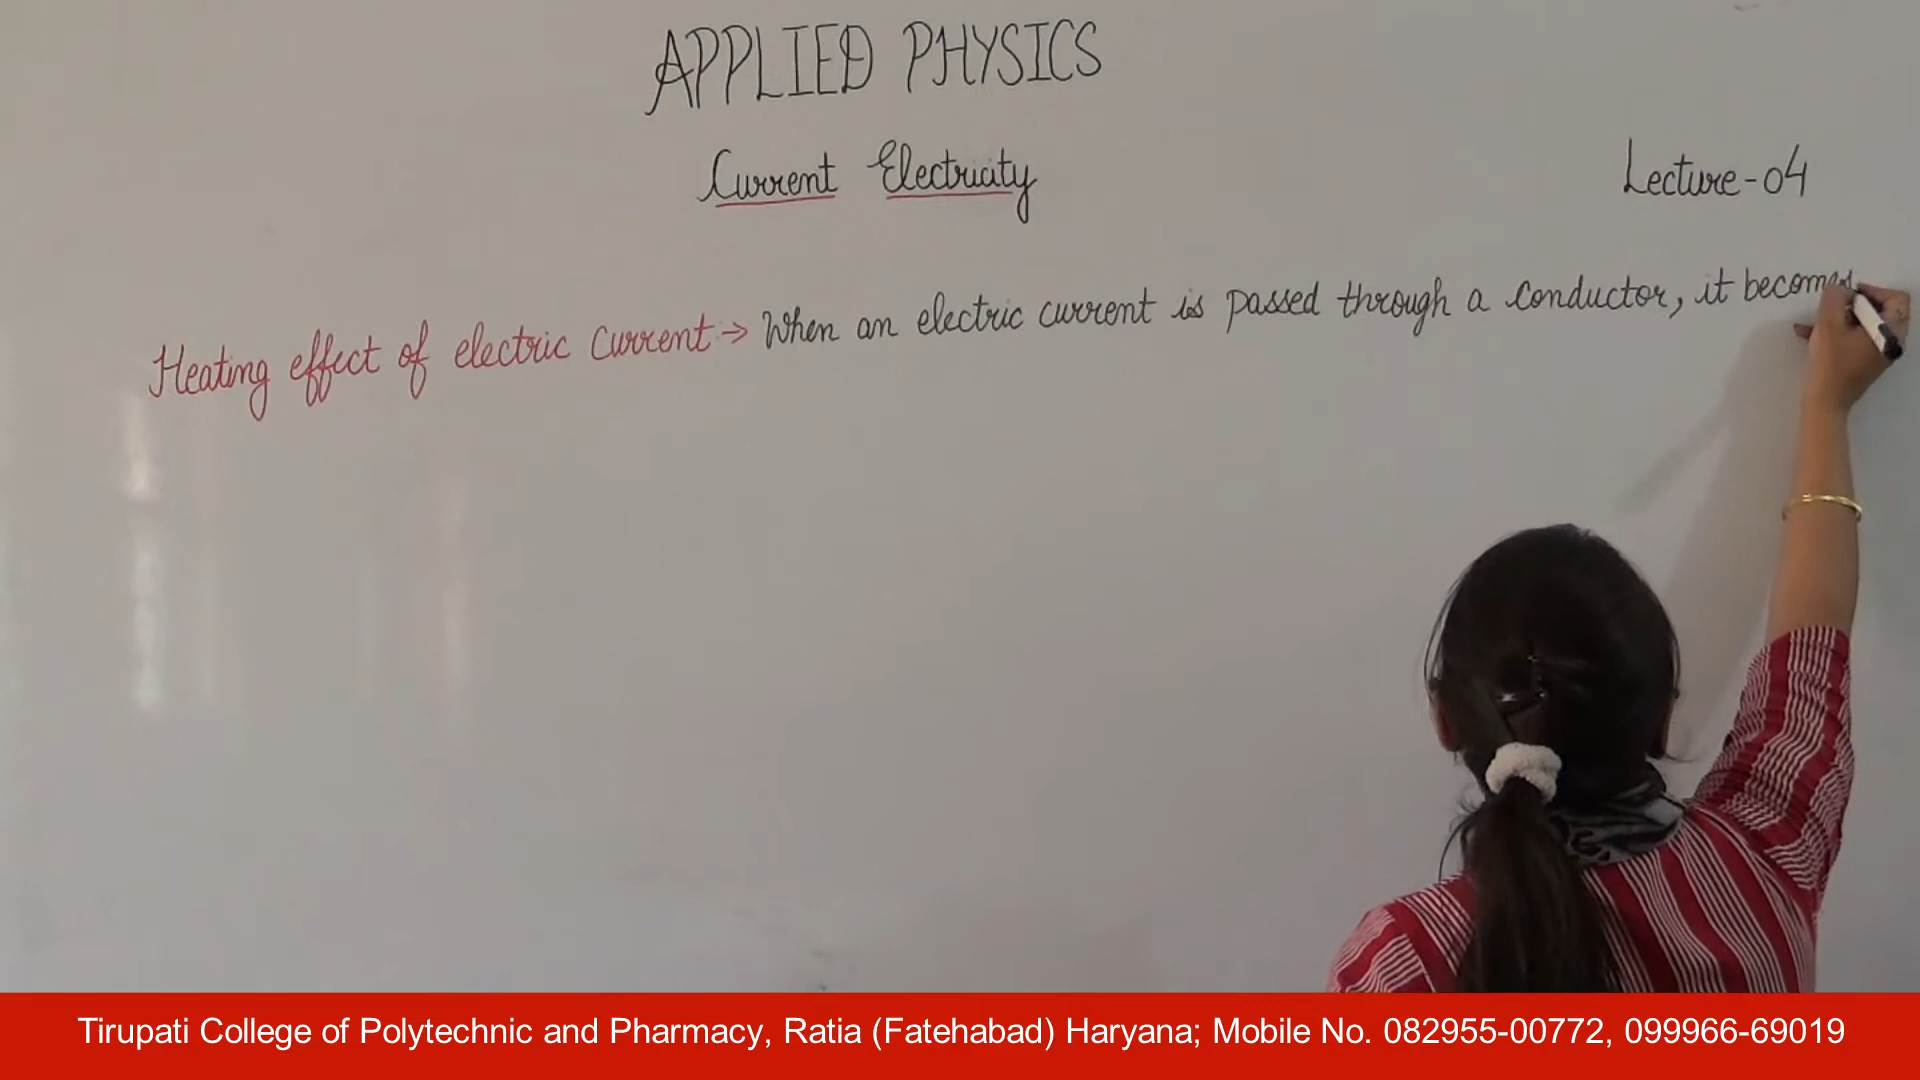 APPLIED PHYSICS
Current Electricity
Lecture-04
Heating effect of electric current → When an electric current is passed through a conductor, it becomes
Tirupati College of Polytechnic and Pharmacy, Ratia (Fatehabad) Haryana; Mobile No. 082955-00772, 099966-69019